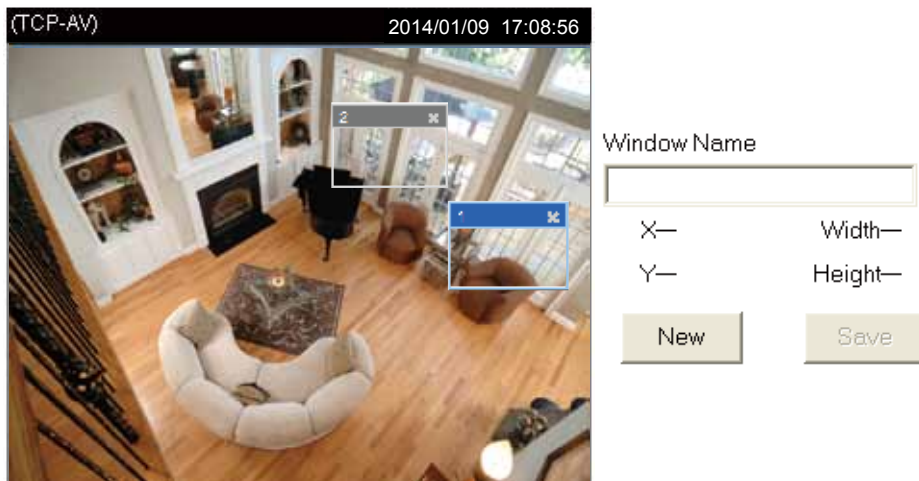 (TCP-AV) 2014/01/09 17:08:56
2
1
Window Name
X— Width—
Y— Height—
New Save